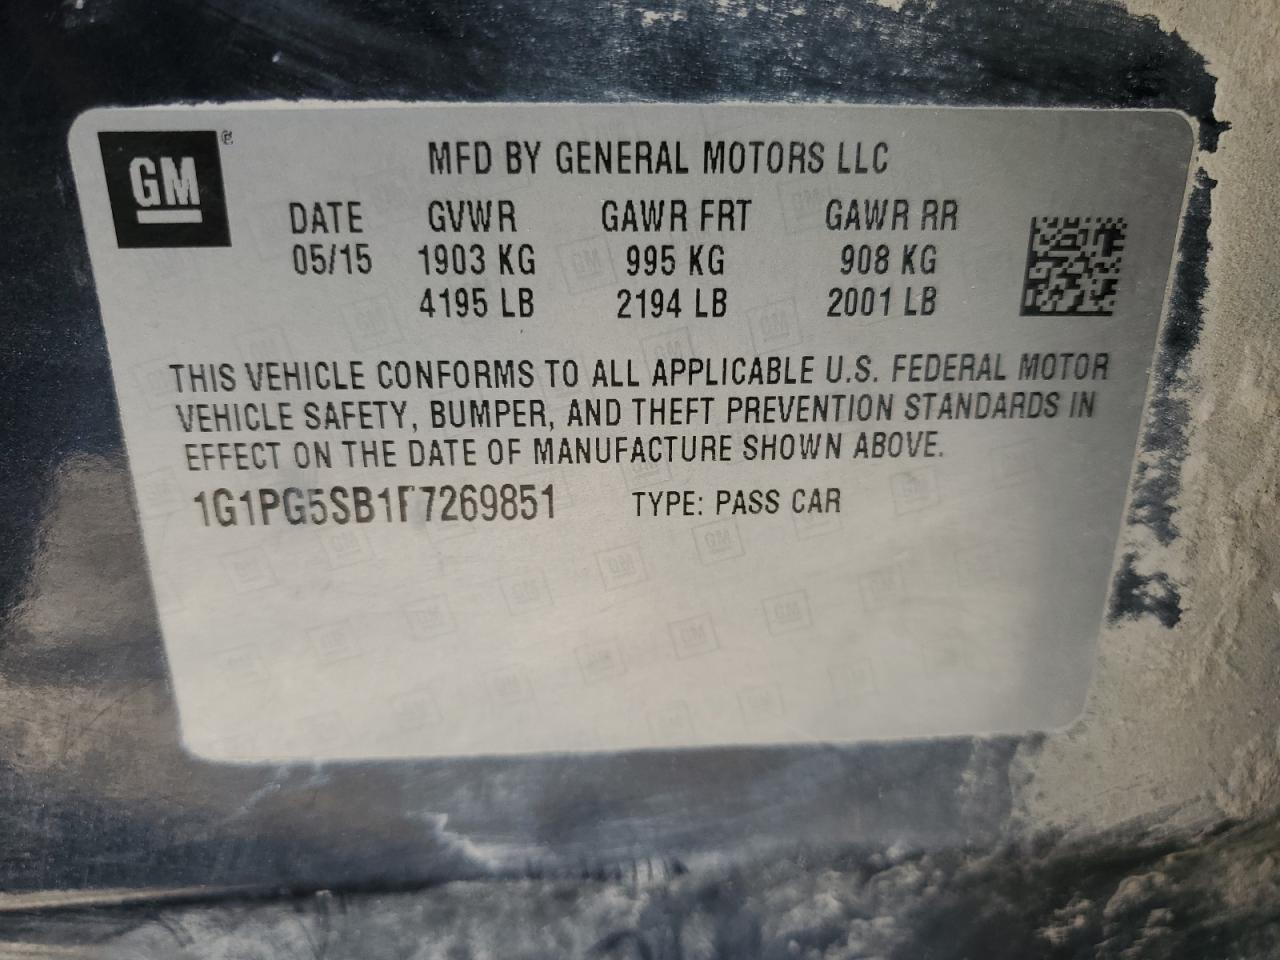 GM
MFD BY GENERAL MOTORS LLC
DATE GVWR GAWR FRT GAWR RR
05/15 1903 KG 995 KG 908 KG
4195 LB 2194 LB 2001 LB
THIS VEHICLE CONFORMS TO ALL APPLICABLE U.S. FEDERAL MOTOR
VEHICLE SAFETY, BUMPER, AND THEFT PREVENTION STANDARDS IN
EFFECT ON THE DATE OF MANUFACTURE SHOWN ABOVE.
1G1PG5SB1F7269851 TYPE: PASS CAR